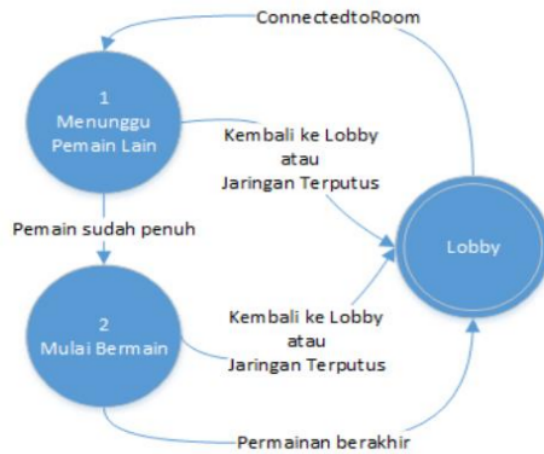 ConnectedtoRoom
1
Menunggu
Pemain Lain
Kembali ke Lobby
atau
Jaringan Terputus
Pemain sudah penuh
Lobby
2
Mulai Bermain
Kembali ke Lobby
atau
Jaringan Terputus
Permainan berakhir